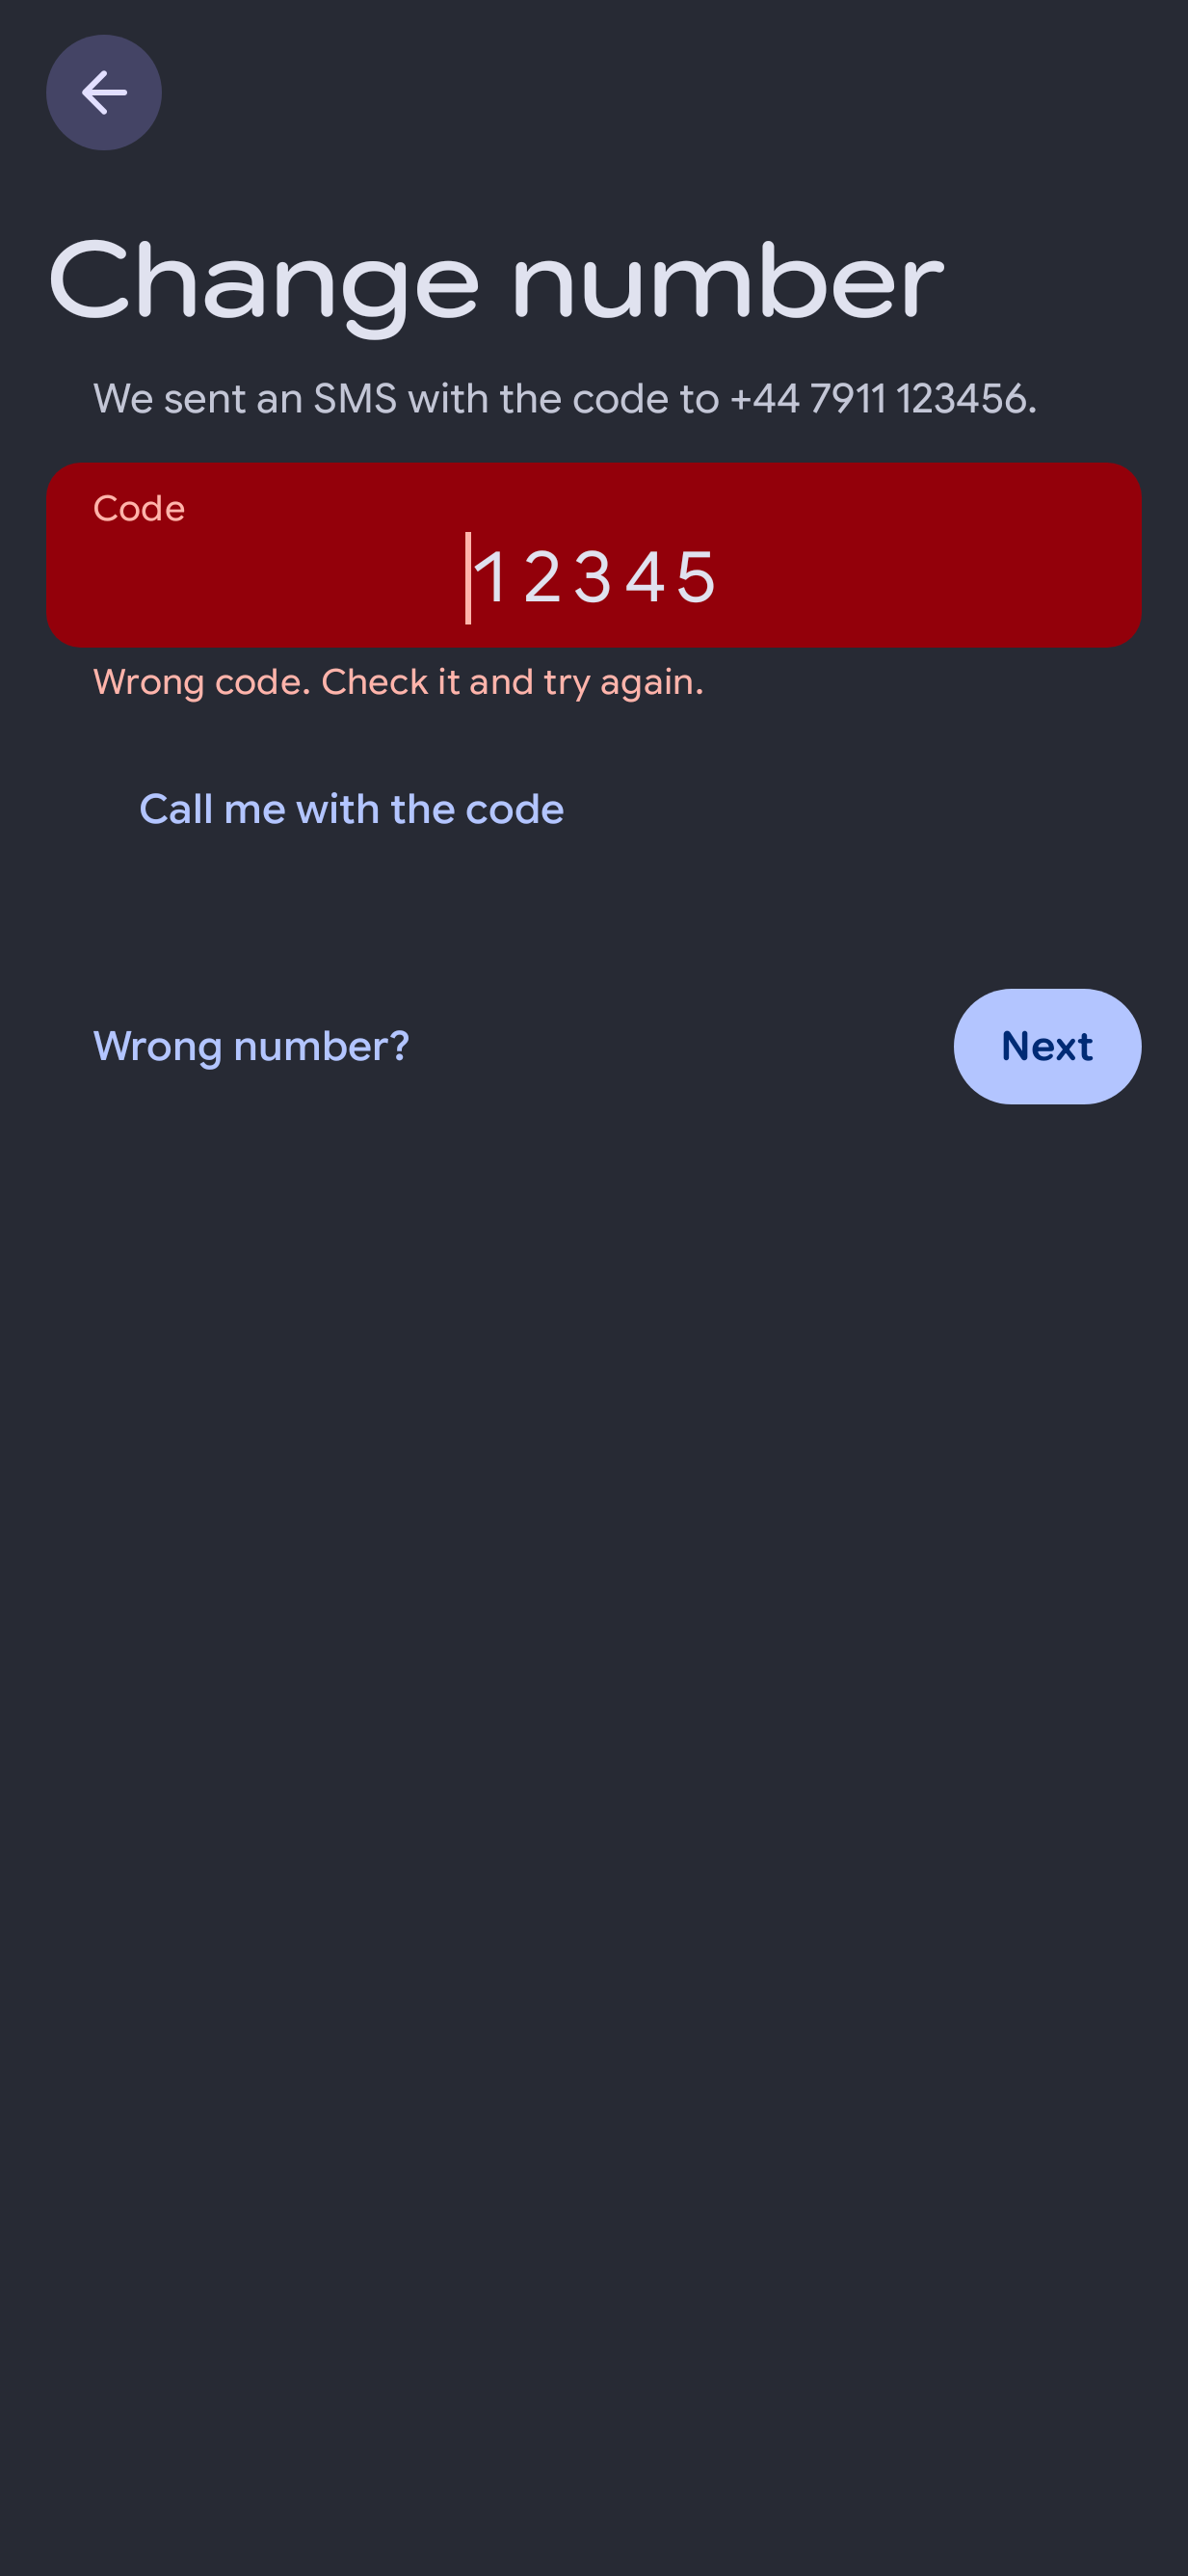 Change number
We sent an SMS with the code to +44 7911 123456.
Code
12345
Wrong code. Check it and try again.
Call me with the code
Wrong number?
Next